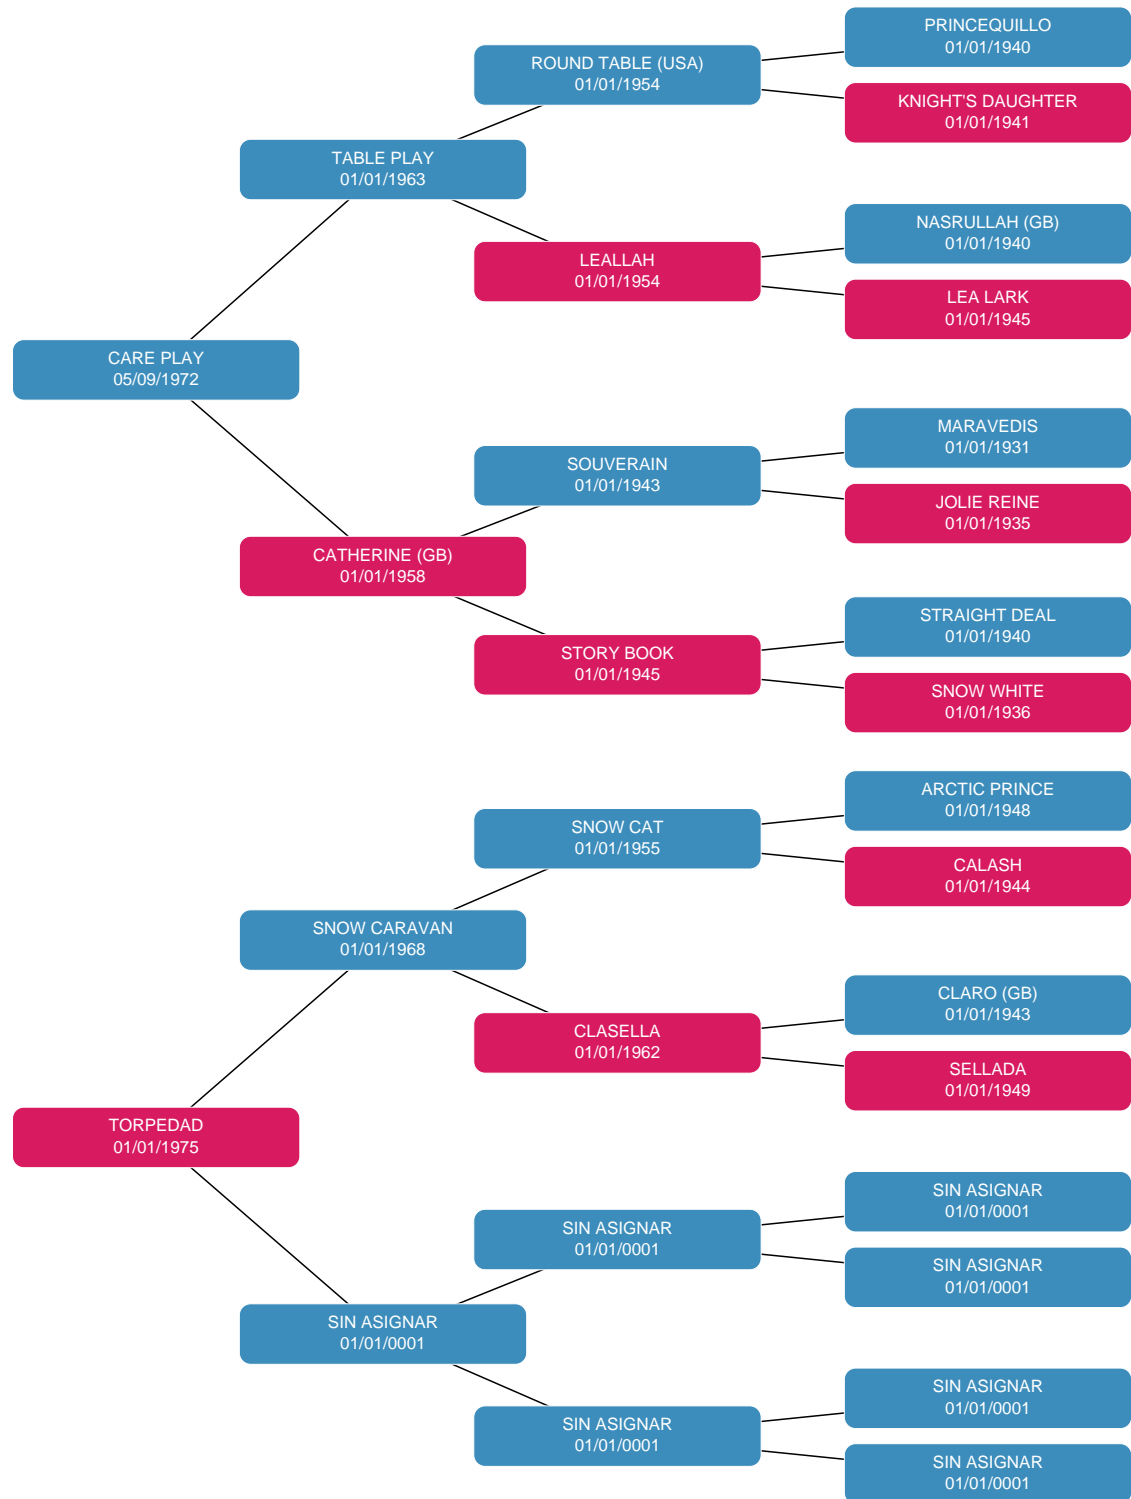 PRINCEQUILLO
01/01/1940
ROUND TABLE (USA)
01/01/1954
KNIGHT'S DAUGHTER
01/01/1941
TABLE PLAY
01/01/1963
NASRULLAH (GB)
01/01/1940
LEALLAH
01/01/1954
LEA LARK
01/01/1945
CARE PLAY
05/09/1972
MARAVEDIS
01/01/1931
SOUVERAIN
01/01/1943
JOLIE REINE
01/01/1935
CATHERINE (GB)
01/01/1958
STRAIGHT DEAL
01/01/1940
STORY BOOK
01/01/1945
SNOW WHITE
01/01/1936
ARCTIC PRINCE
01/01/1948
SNOW CAT
01/01/1955
CALASH
01/01/1944
SNOW CARAVAN
01/01/1968
CLARO (GB)
01/01/1943
CLASELLA
01/01/1962
SELLADA
01/01/1949
TORPEDAD
01/01/1975
SIN ASIGNAR
01/01/0001
SIN ASIGNAR
01/01/0001
SIN ASIGNAR
01/01/0001
SIN ASIGNAR
01/01/0001
SIN ASIGNAR
01/01/0001
SIN ASIGNAR
01/01/0001
SIN ASIGNAR
01/01/0001